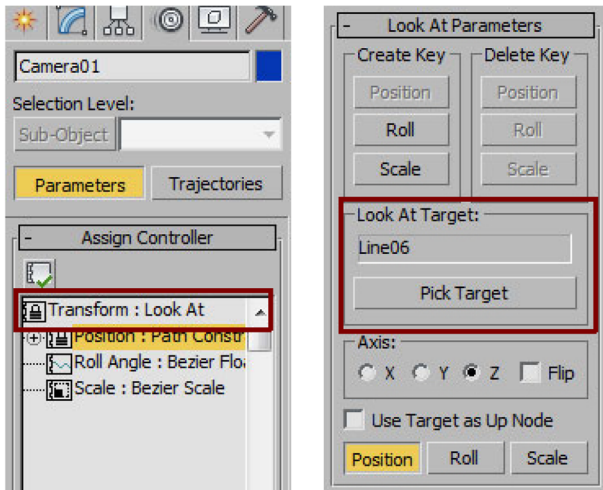 Camera01
Selection Level:
Sub-Object
Parameters Trajectories
- Assign Controller
Transform : Look At
Position : Path Constr
Roll Angle : Bezier Floa
Scale : Bezier Scale
- Look At Parameters
Create Key Delete Key
Position Position
Roll Roll
Scale Scale
Look At Target:
Line06
Pick Target
Axis:
X Y Z Flip
Use Target as Up Node
Position Roll Scale